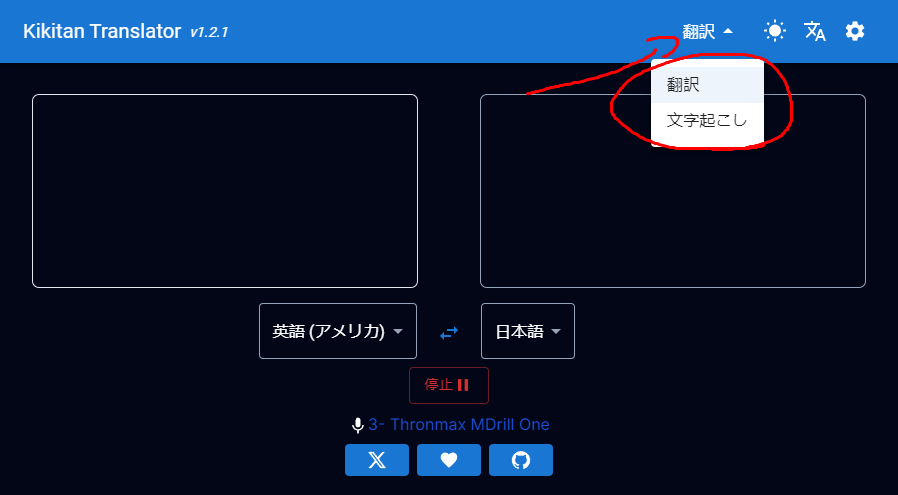 Kikitan Translator v1.2.1
翻訳
翻訳
文字起こし
英語 (アメリカ)
日本語
停止
3- Thronmax MDrill One